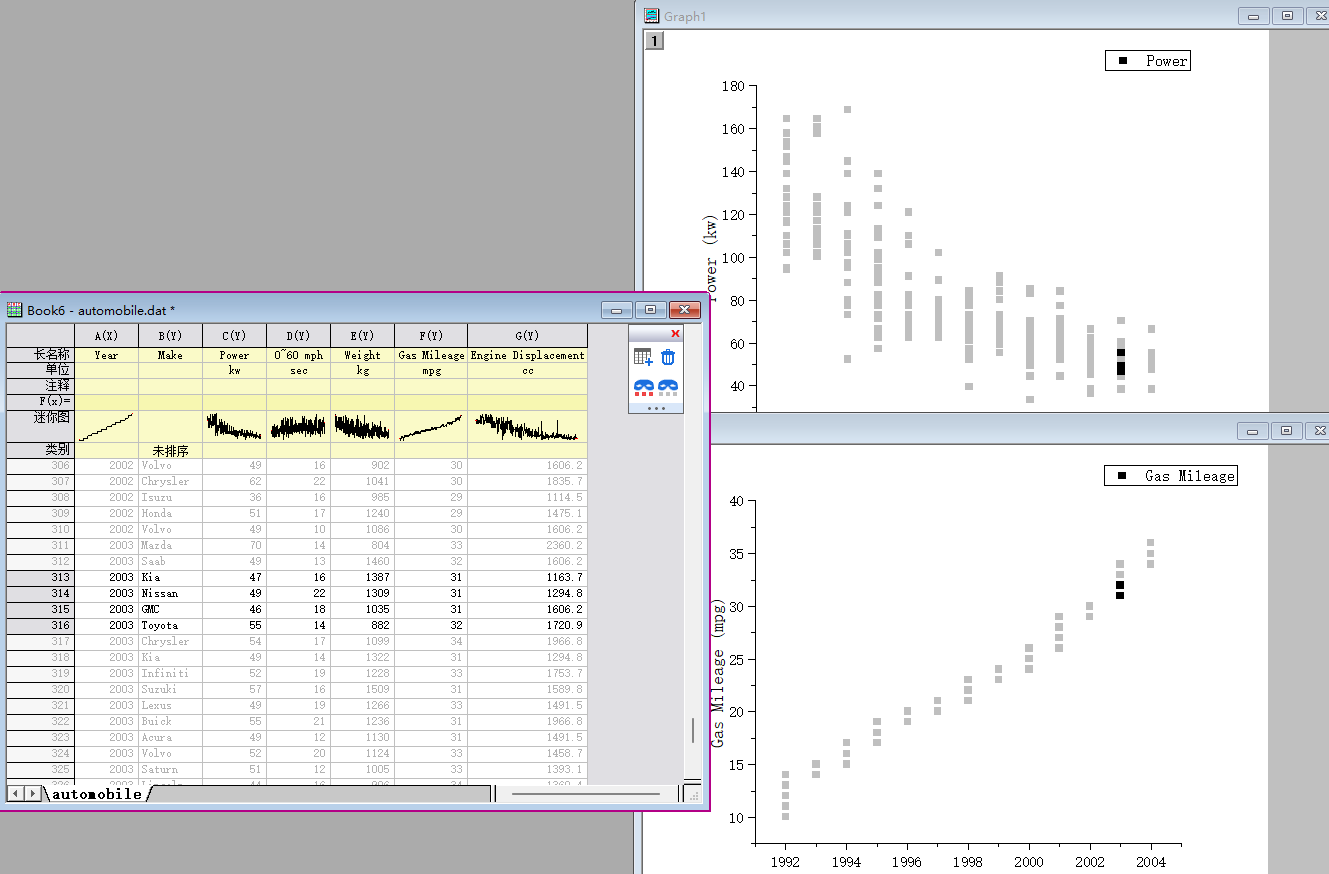 Graph1
1
Power
180
160
140
120
100
80
60
40
Power (kw)
Book6 - automobile.dat *
A(X) B(Y) C(Y) D(Y) E(Y) F(Y) G(Y)
长名称 Year Make Power 0~60 mph Weight Gas Mileage Engine Displacement
单位 kw sec kg mpg cc
注释
F(x)=
迷你图
类别 未排序
306 2002 Volvo 49 16 902 30 1606.2
307 2002 Chrysler 62 22 1041 30 1835.7
308 2002 Isuzu 36 16 985 29 1114.5
309 2002 Honda 51 17 1240 29 1475.1
310 2002 Volvo 49 10 1086 30 1606.2
311 2003 Mazda 70 14 804 33 2360.2
312 2003 Saab 49 13 1460 32 1606.2
313 2003 Kia 47 16 1387 31 1163.7
314 2003 Nissan 49 22 1309 31 1294.8
315 2003 GMC 46 18 1035 31 1606.2
316 2003 Toyota 55 14 882 32 1720.9
317 2003 Chrysler 54 17 1099 34 1966.8
318 2003 Kia 49 14 1322 31 1294.8
319 2003 Infiniti 52 19 1228 33 1753.7
320 2003 Suzuki 57 16 1509 31 1589.8
321 2003 Lexus 49 19 1266 33 1491.5
322 2003 Buick 55 21 1236 31 1966.8
323 2003 Acura 49 12 1130 31 1491.5
324 2003 Volvo 52 20 1124 33 1458.7
325 2003 Saturn 51 12 1005 33 1393.1
automobile
Gas Mileage
40
35
30
25
20
15
10
Gas Mileage (mpg)
1992 1994 1996 1998 2000 2002 2004